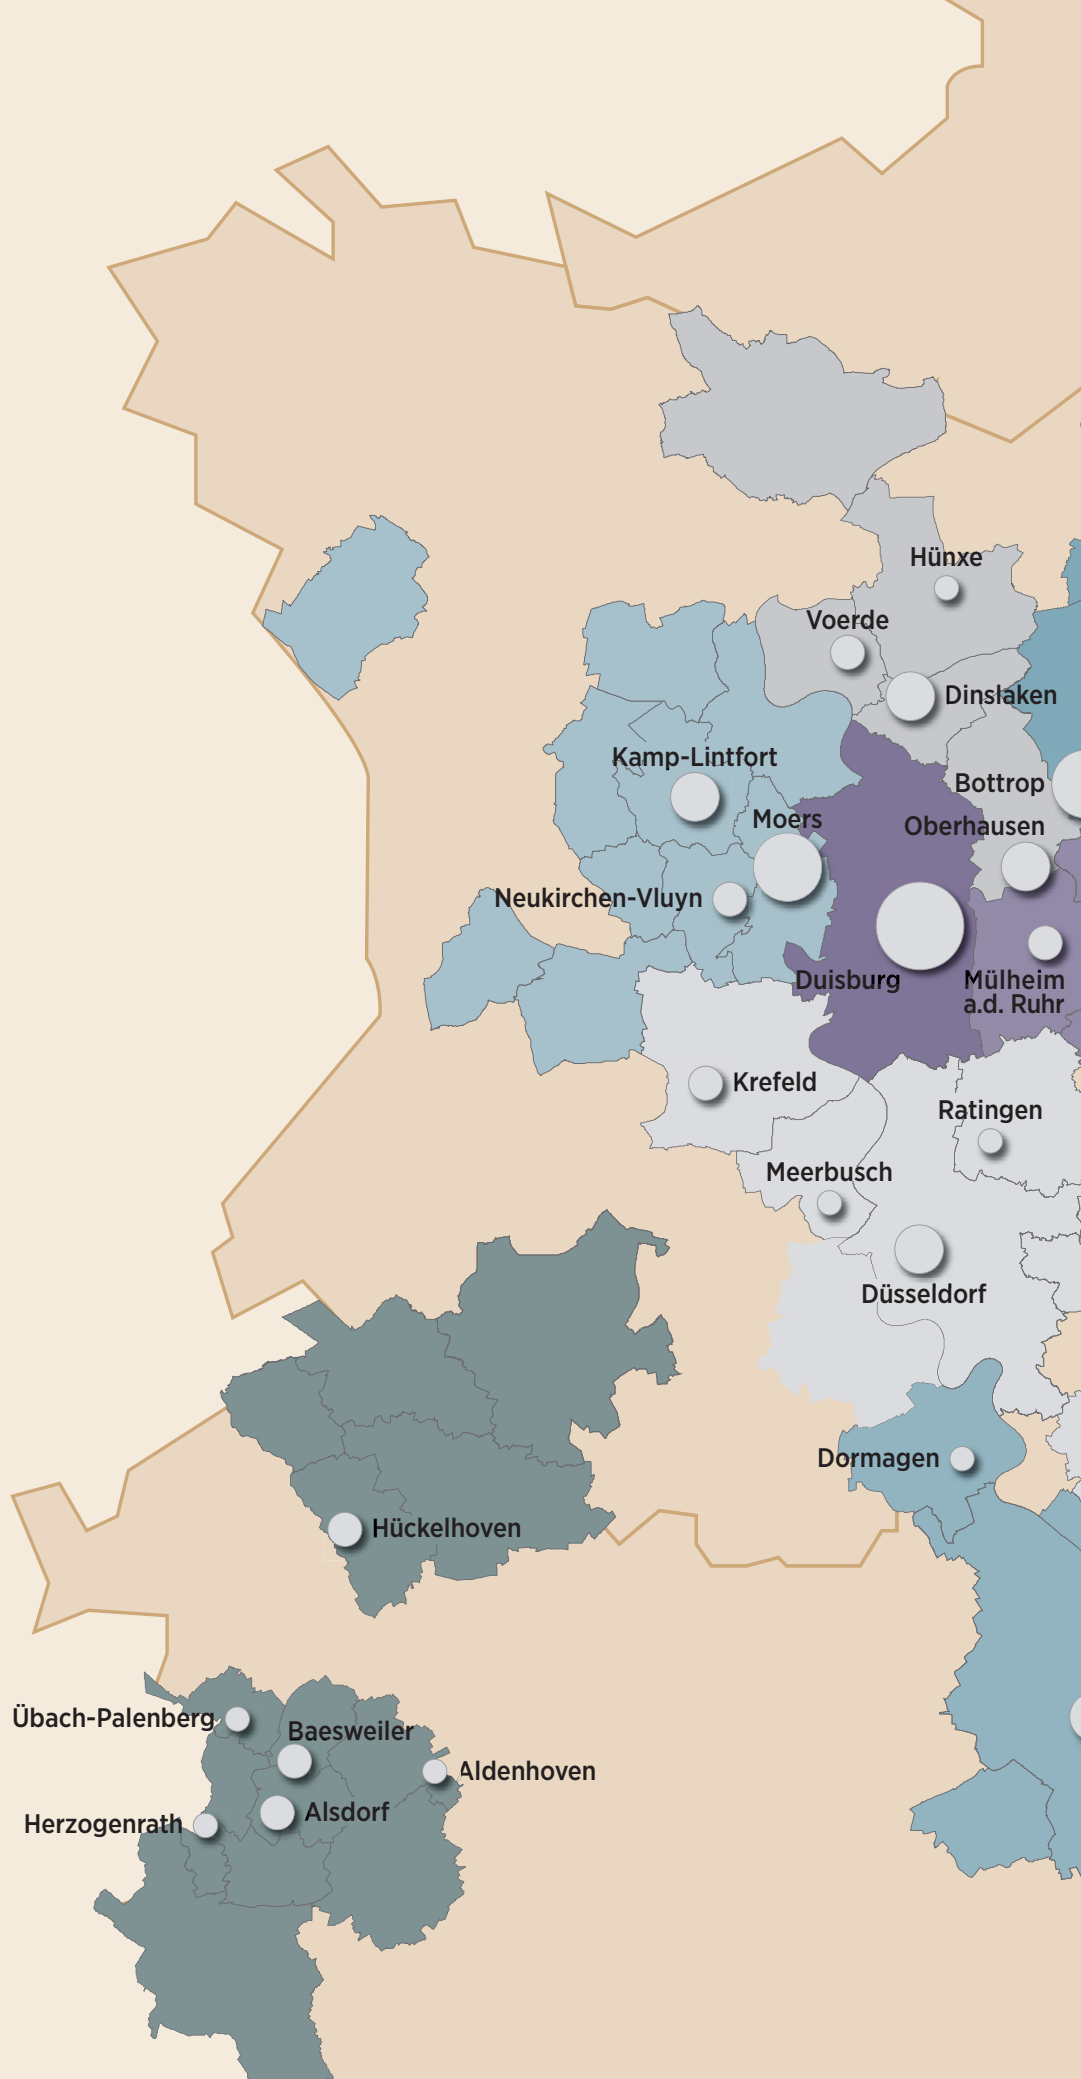 Hünxe
Voerde
Dinslaken
Kamp-Lintfort
Bottrop
Moers
Oberhausen
Neukirchen-Vluyn
Duisburg
Mülheim
a.d. Ruhr
Krefeld
Ratingen
Meerbusch
Düsseldorf
Dormagen
Hückelhoven
Übach-Palenberg
Baesweiler
Aldenhoven
Alsdorf
Herzogenrath